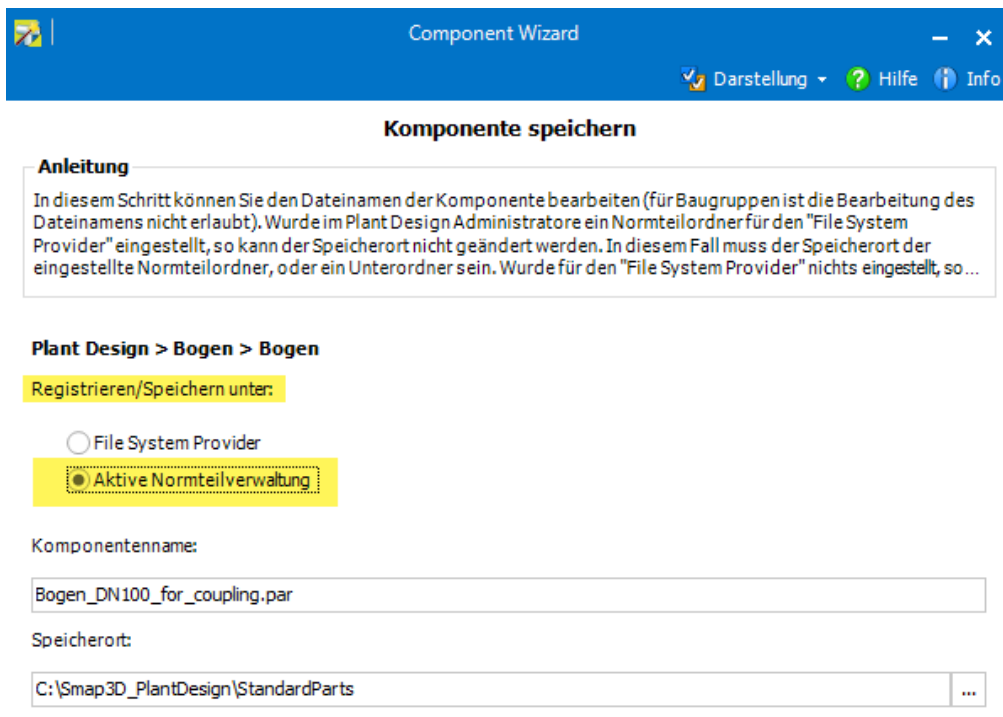 Component Wizard
Darstellung Hilfe Info
Komponente speichern
Anleitung
In diesem Schritt können Sie den Dateinamen der Komponente bearbeiten (für Baugruppen ist die Bearbeitung des
Dateinamens nicht erlaubt). Wurde im Plant Design Administratore ein Normteilordner für den "File System
Provider" eingestellt, so kann der Speicherort nicht geändert werden. In diesem Fall muss der Speicherort der
eingestellte Normteilordner, oder ein Unterordner sein. Wurde für den "File System Provider" nichts eingestellt, so...
Plant Design > Bogen > Bogen
Registrieren/Speichern unter:
File System Provider
Aktive Normteilverwaltung
Komponentenname:
Bogen_DN100_for_coupling.par
Speicherort:
C:\Smap3D_PlantDesign\StandardParts
...